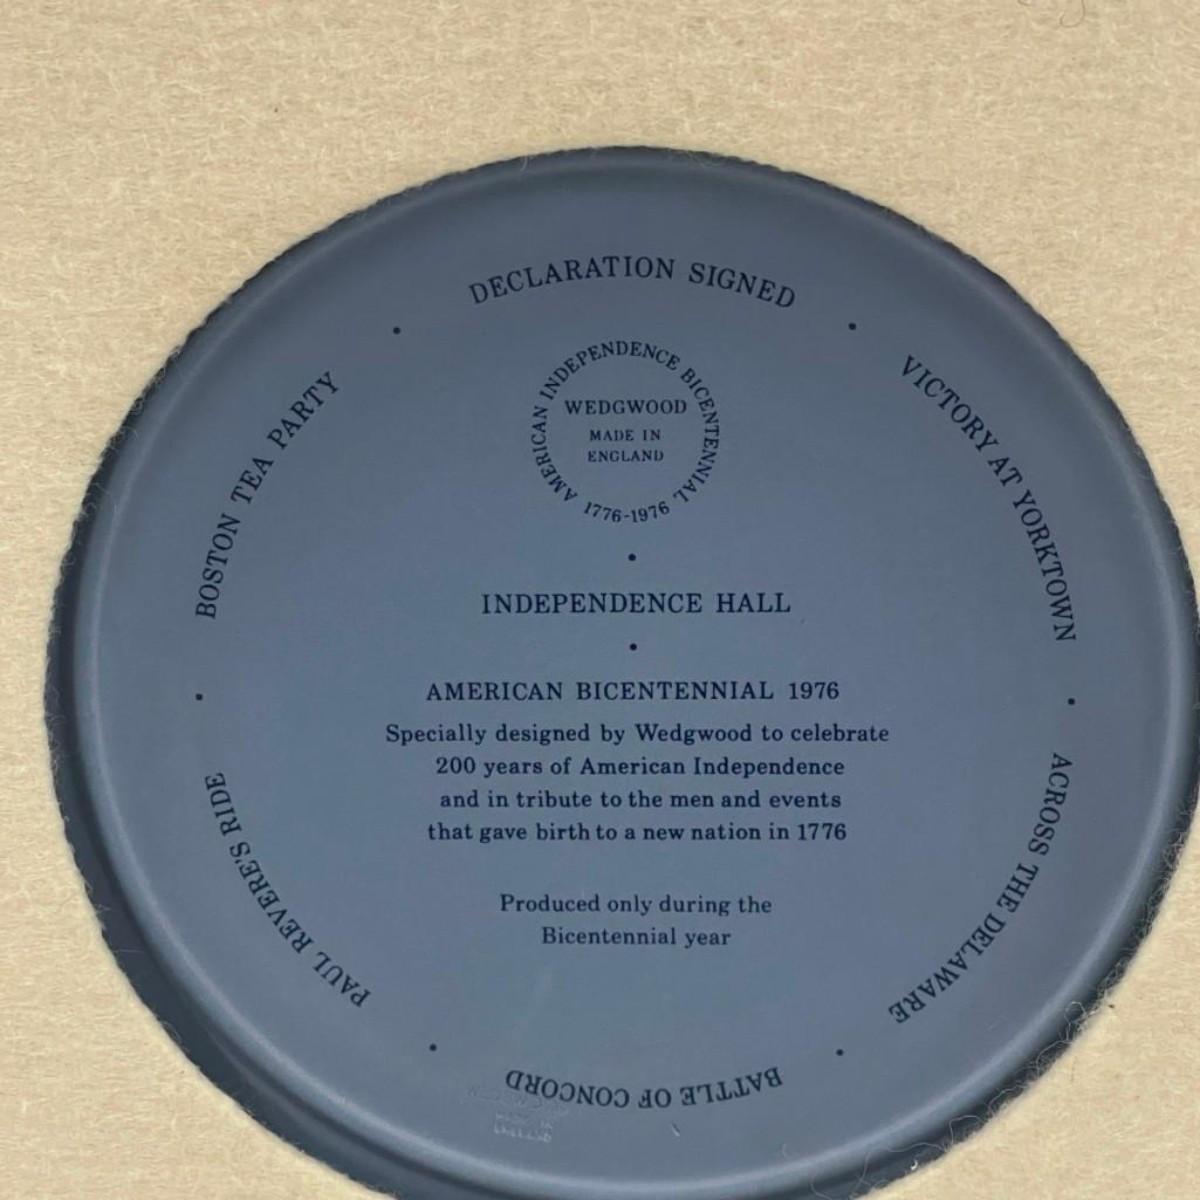 DECLARATION SIGNED
VICTORY AT YORKTOWN
ACROSS THE DELAWARE
BATTLE OF CONCORD
PAUL REVERE'S RIDE
BOSTON TEA PARTY
AMERICAN INDEPENDENCE BICENTENNIAL
1776-1976
WEDGWOOD
MADE IN
ENGLAND
INDEPENDENCE HALL
AMERICAN BICENTENNIAL 1976
Specially designed by Wedgwood to celebrate
200 years of American Independence
and in tribute to the men and events
that gave birth to a new nation in 1776
Produced only during the
Bicentennial year